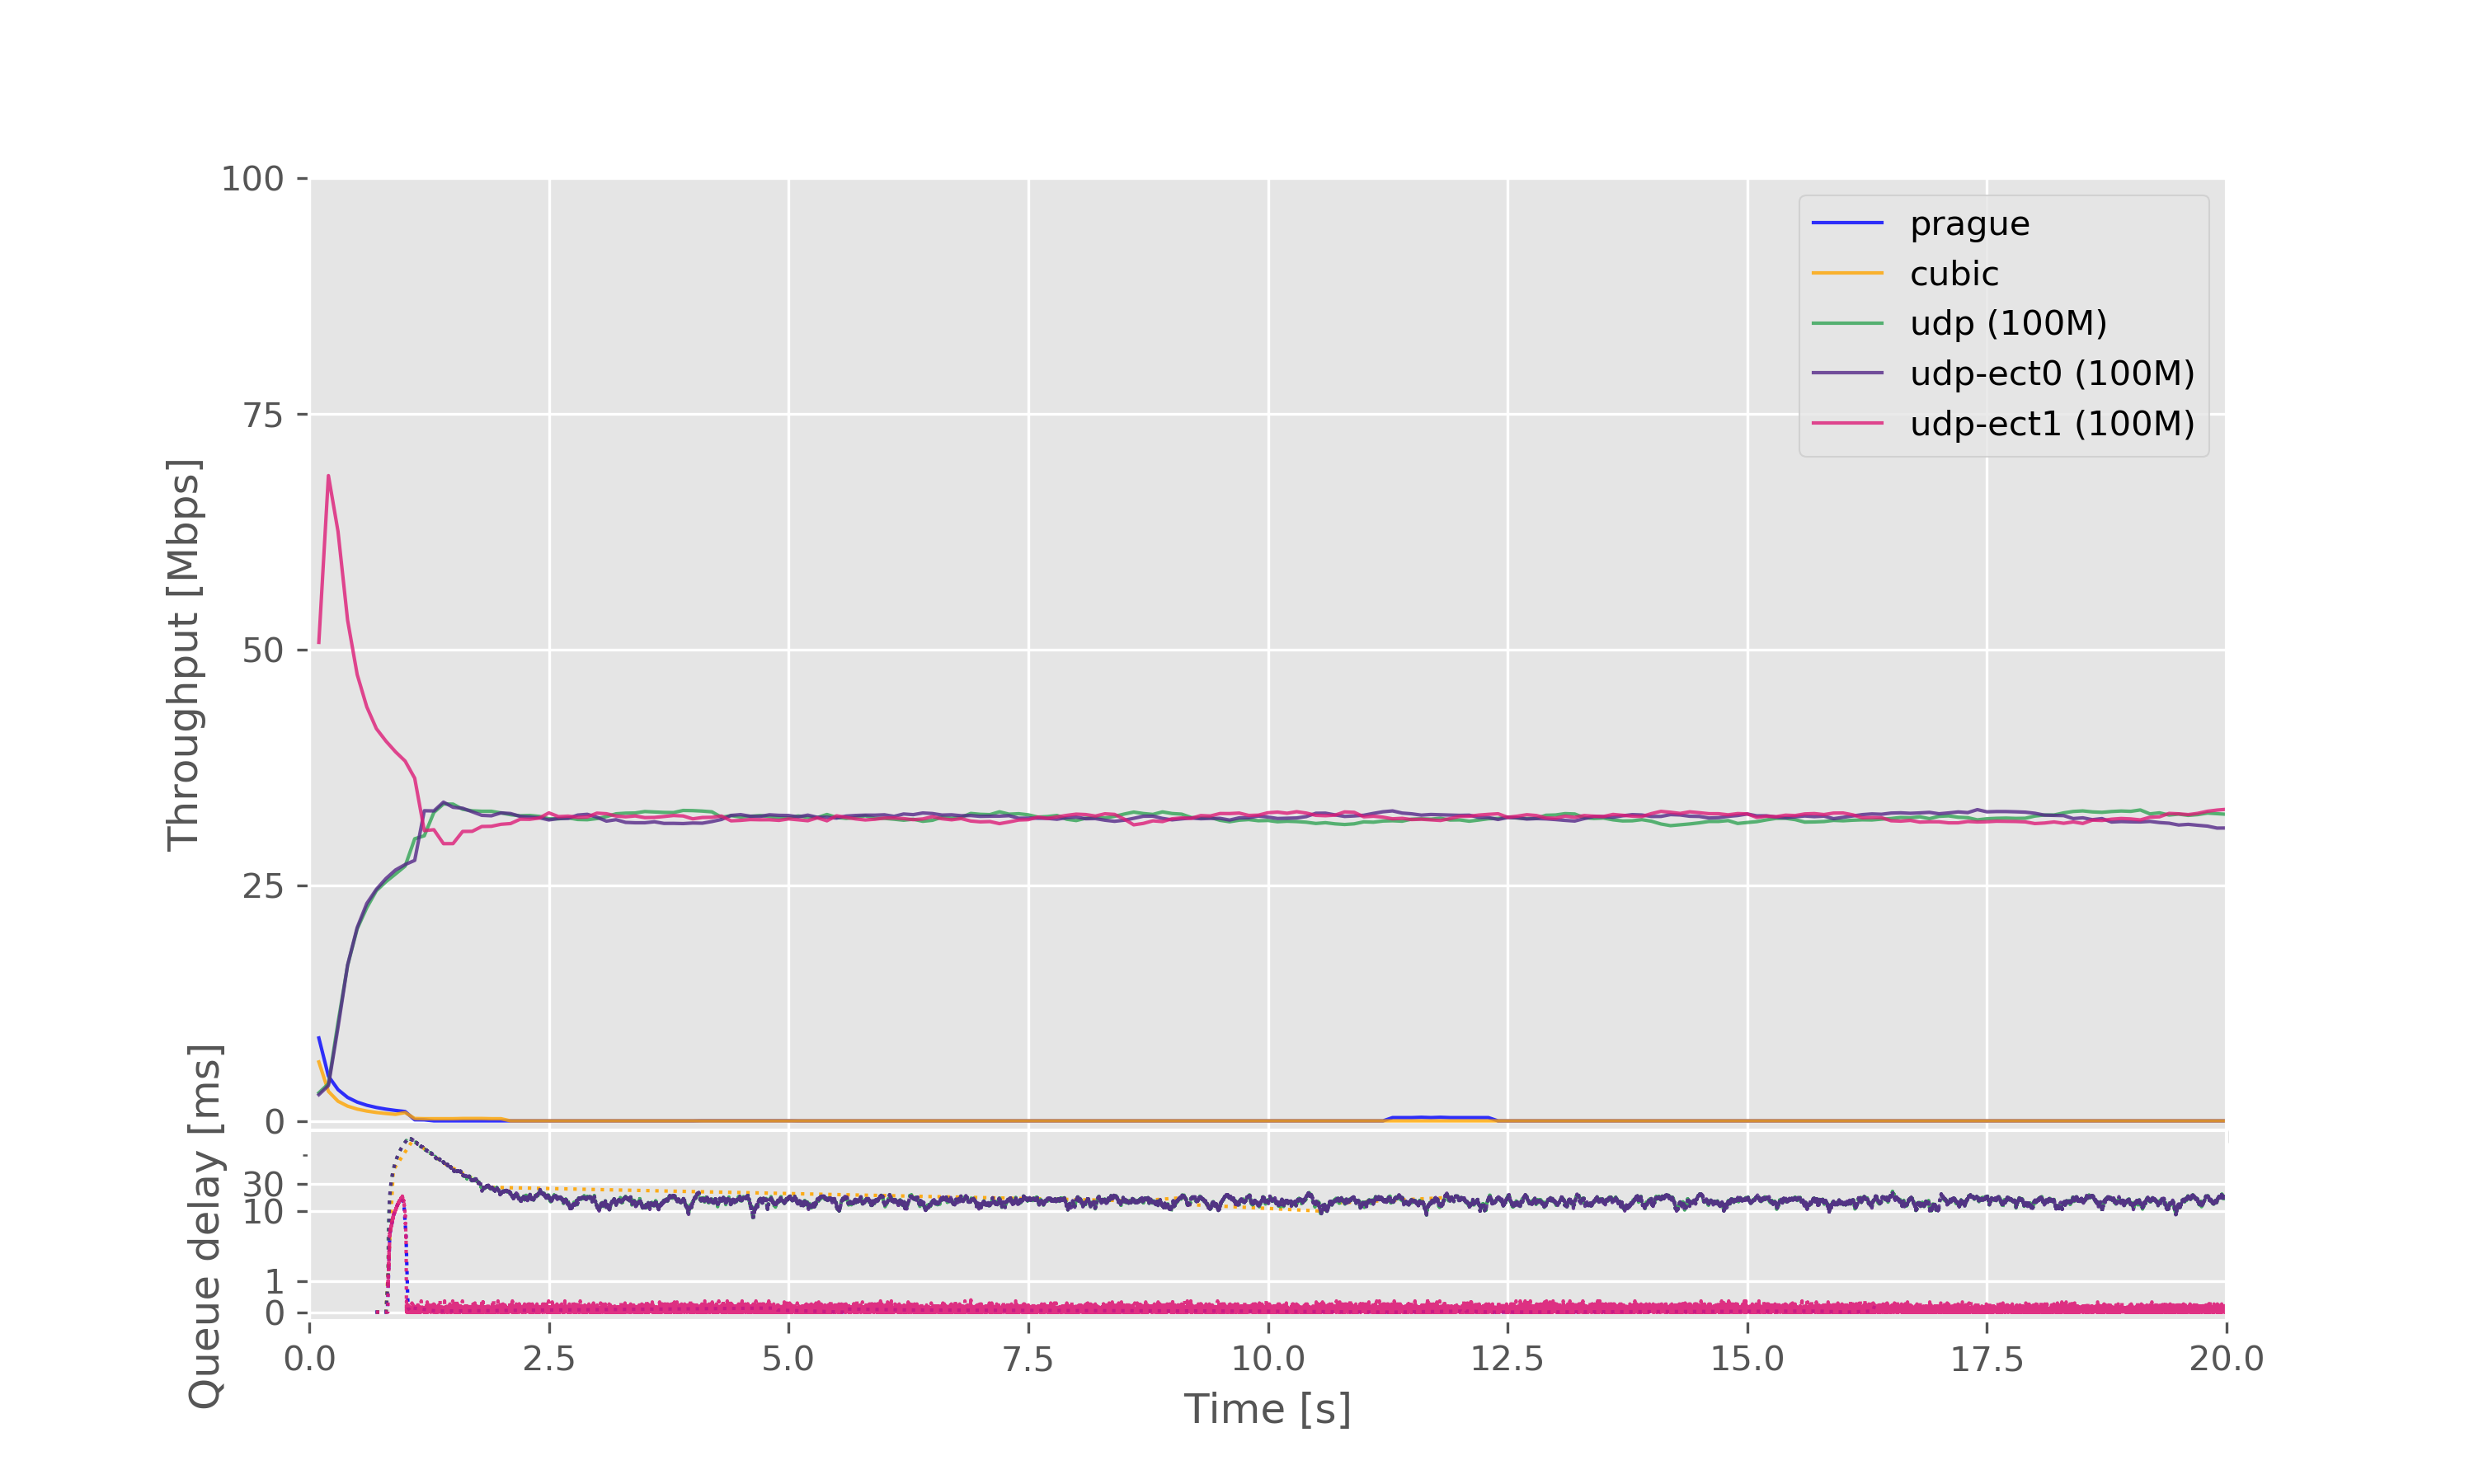 Throughput [Mbps]
100
75
50
25
0
prague
cubic
udp (100M)
udp-ect0 (100M)
udp-ect1 (100M)
Queue delay [ms]
30
10
1
0
0.0 2.5 5.0 7.5 10.0 12.5 15.0 17.5 20.0
Time [s]